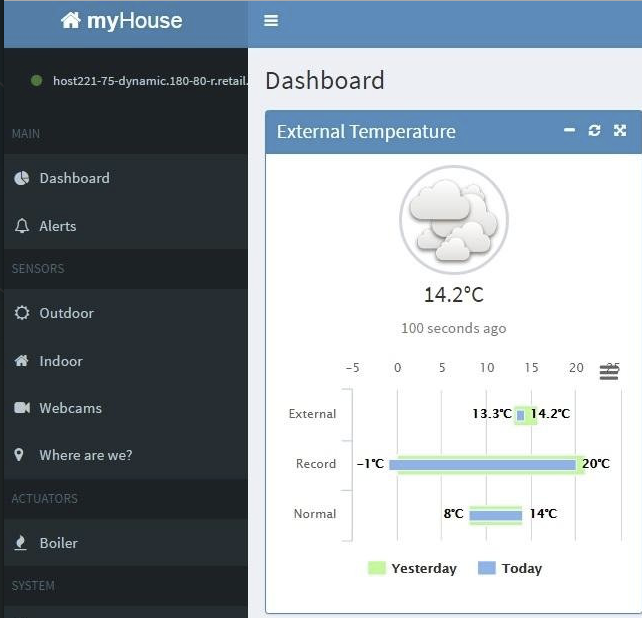 myHouse
host221-75-dynamic.180-80-r.retail.
MAIN
Dashboard
Alerts
SENSORS
Outdoor
Indoor
Webcams
Where are we?
ACTUATORS
Boiler
SYSTEM
Dashboard
External Temperature
14.2°C
100 seconds ago
-5 0 5 10 15 20 25
External 13.3°C 14.2°C
Record -1°C 20°C
Normal 8°C 14°C
Yesterday Today